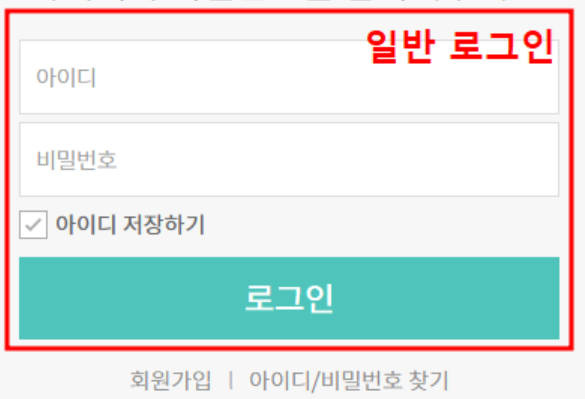 일반 로그인
아이디
비밀번호
아이디 저장하기
로그인
회원가입 | 아이디/비밀번호 찾기